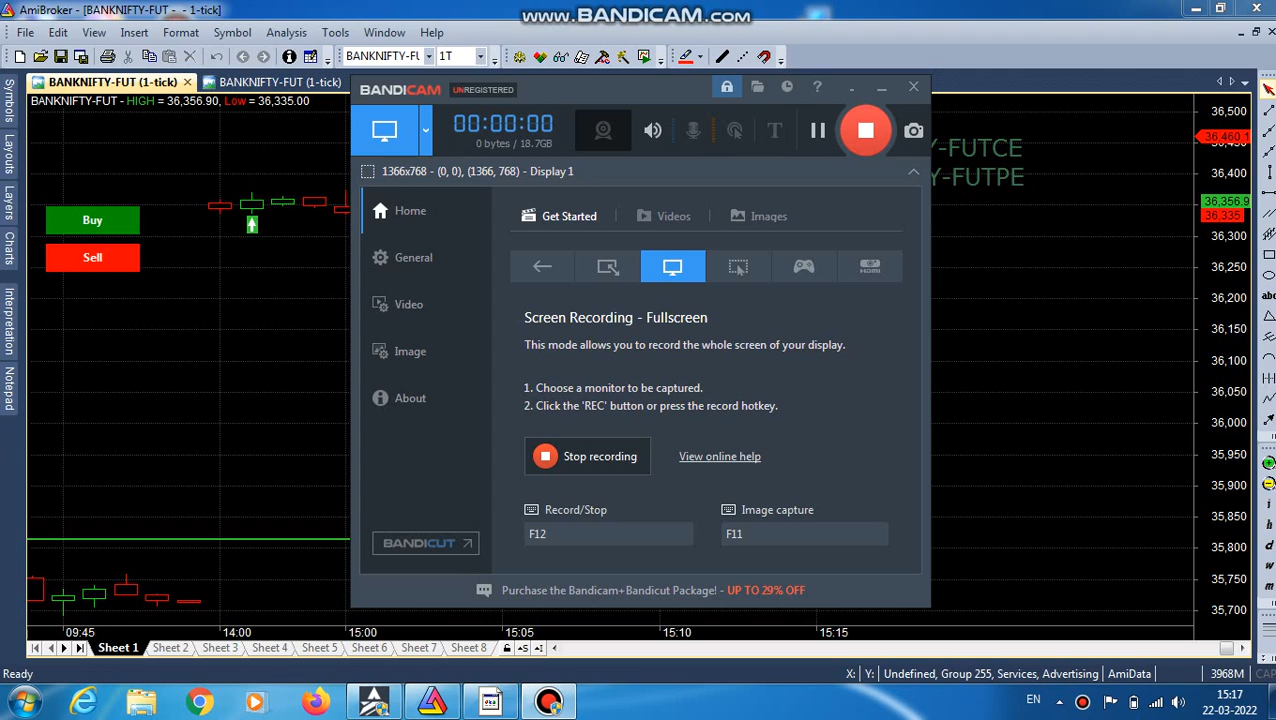 AmiBroker - [BANKNIFTY-FUT - - 1-tick]
www.BANDICAM.com
File Edit View Insert Format Symbol Analysis Tools Window Help
BANKNIFTY-FU 1T
BANKNIFTY-FUT (1-tick)
BANKNIFTY-FUT (1-tick)
BANKNIFTY-FUT - HIGH = 36,356.90, Low = 36,335.00
Symbols
Layouts
Layers
Charts
Interpretation
Notepad
Buy
Sell
BANDICAM UNREGISTERED
00:00:00
0 bytes / 18.7GB
T
1366x768 - (0, 0), (1366, 768) - Display 1
Home
General
Video
Image
About
BANDICUT
Get Started
Videos
Images
HDMI
Screen Recording - Fullscreen
This mode allows you to record the whole screen of your display.
1. Choose a monitor to be captured.
2. Click the 'REC' button or press the record hotkey.
Stop recording
View online help
Record/Stop
Image capture
F12
F11
Purchase the Bandicam+Bandicut Package! - UP TO 29% OFF
Y-FUTCE
Y-FUTPE
36,500
36,460.1
36,400
36,356.9
36,335
36,300
36,250
36,200
36,150
36,100
36,050
36,000
35,950
35,900
35,850
35,800
35,750
35,700
09:45 14:00 15:00 15:05 15:10 15:15
Sheet 1 Sheet 2 Sheet 3 Sheet 4 Sheet 5 Sheet 6 Sheet 7 Sheet 8
Ready
X: Y: Undefined, Group 255, Services, Advertising AmiData 3968M
EN
15:17
22-03-2022